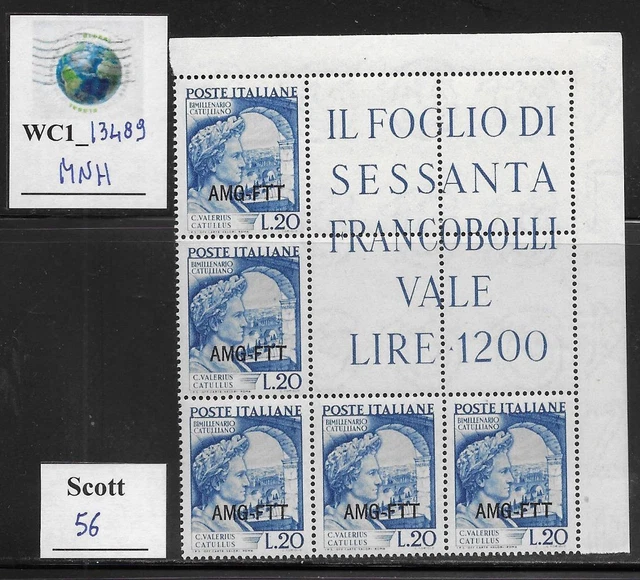 WC1_13489
MNH
Scott
56
IL FOGLIO DI
SESSANTA
FRANCOBOLLI
VALE
LIRE 1200
POSTE ITALIANE
BIMILLENARIO
CATULLIANO
AMG-FTT
C. VALERIUS
CATULLUS
L.20
POSTE ITALIANE
BIMILLENARIO
CATULLIANO
AMG-FTT
C. VALERIUS
CATULLUS
L.20
POSTE ITALIANE
BIMILLENARIO
CATULLIANO
AMG-FTT
C. VALERIUS
CATULLUS
L.20
POSTE ITALIANE
BIMILLENARIO
CATULLIANO
AMG-FTT
C. VALERIUS
CATULLUS
L.20
POSTE ITALIANE
BIMILLENARIO
CATULLIANO
AMG-FTT
C. VALERIUS
CATULLUS
L.20